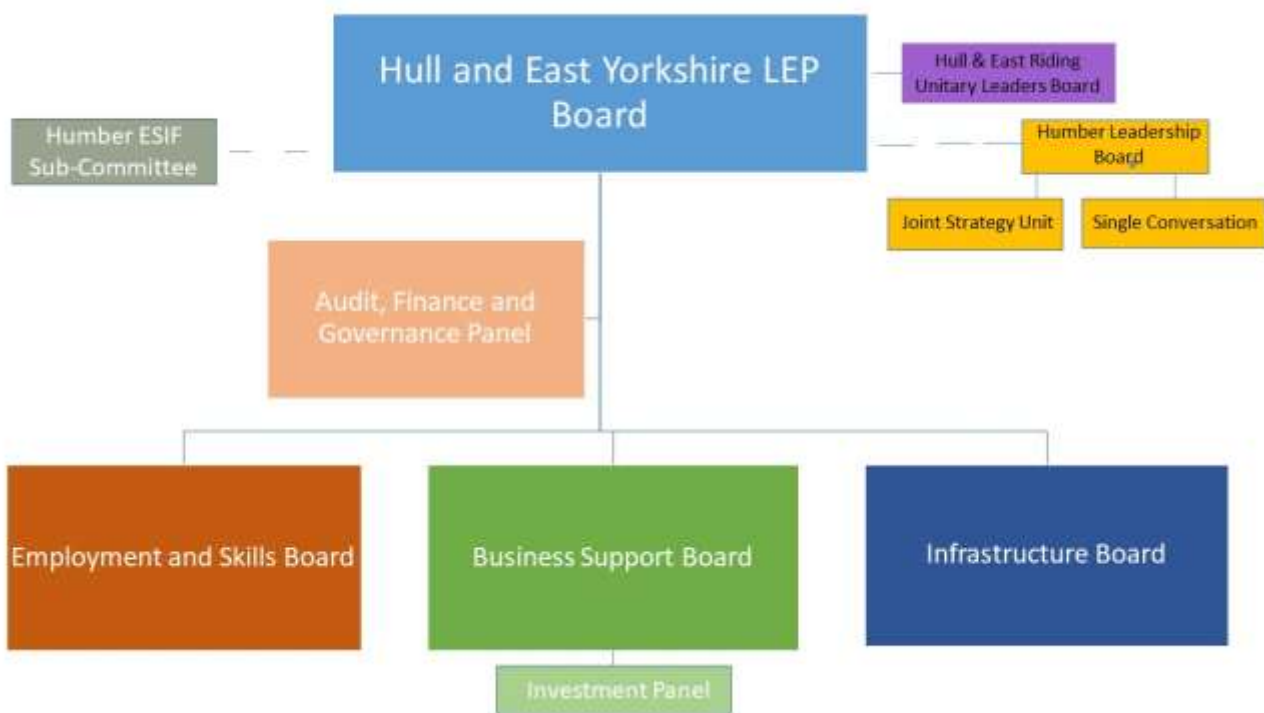 Hull and East Yorkshire LEP
Board
Hull & East Riding
Unitary Leaders Board
Humber ESIF
Sub-Committee
Humber Leadership
Board
Joint Strategy Unit
Single Conversation
Audit, Finance and
Governance Panel
Employment and Skills Board
Business Support Board
Infrastructure Board
Investment Panel